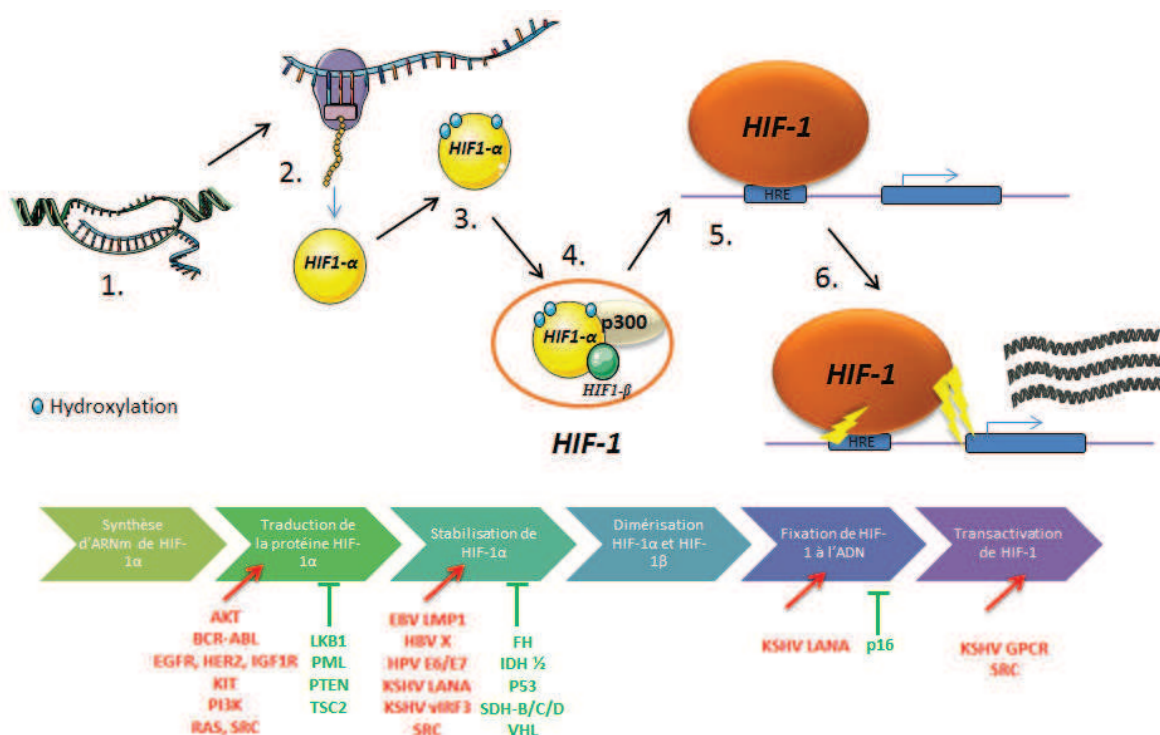 HIF-1
HRE
5.
2.
HIF1-α
3.
1.
HIF1-α
4.
HIF1-α
p300
HIF1-β
HIF-1
6.
HIF-1
HRE
Hydroxylation
Synthèse
d'ARNm de HIF-
1α
Traduction de
la protéine HIF-
1α
Stabilisation de
HIF-1α
Dimérisation
HIF-1α et HIF-
1β
Fixation de HIF-
1 à l'ADN
Transactivation
de HIF-1
AKT
BCR-ABL
EGFR, HER2, IGF1R
KIT
PI3K
RAS, SRC
LKB1
PML
PTEN
TSC2
EBV LMP1
HBV X
HPV E6/E7
KSHV LANA
KSHV vIRF3
SRC
FH
IDH ½
P53
SDH-B/C/D
VHL
KSHV LANA
p16
KSHV GPCR
SRC